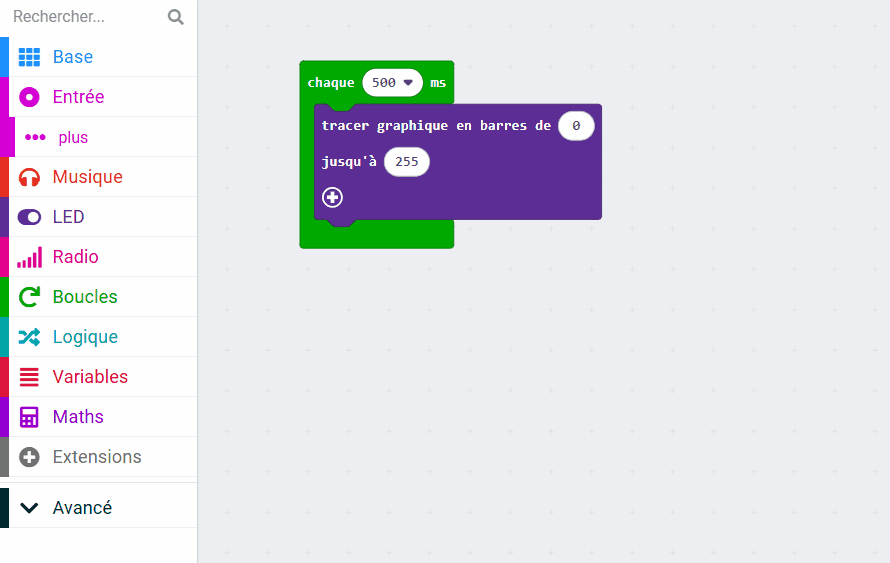 Rechercher...
Base
Entrée
plus
Musique
LED
Radio
Boucles
Logique
Variables
Maths
Extensions
Avancé
chaque 500 ms
tracer graphique en barres de 0
jusqu'à 255